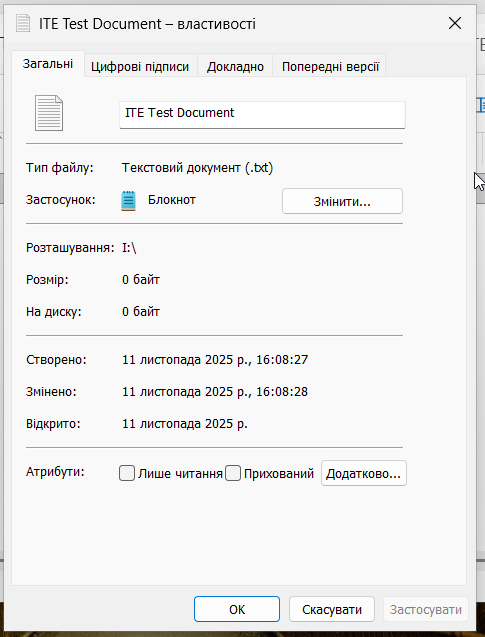 ITE Test Document – властивості
Загальні Цифрові підписи Докладно Попередні версії
ITE Test Document
Тип файлу: Текстовий документ (.txt)
Застосунок: Блокнот Змінити...
Розташування: I:\
Розмір: 0 байт
На диску: 0 байт
Створено: 11 листопада 2025 р., 16:08:27
Змінено: 11 листопада 2025 р., 16:08:28
Відкрито: 11 листопада 2025 р.
Атрибути: Лише читання Прихований Додатково...
OK Скасувати Застосувати